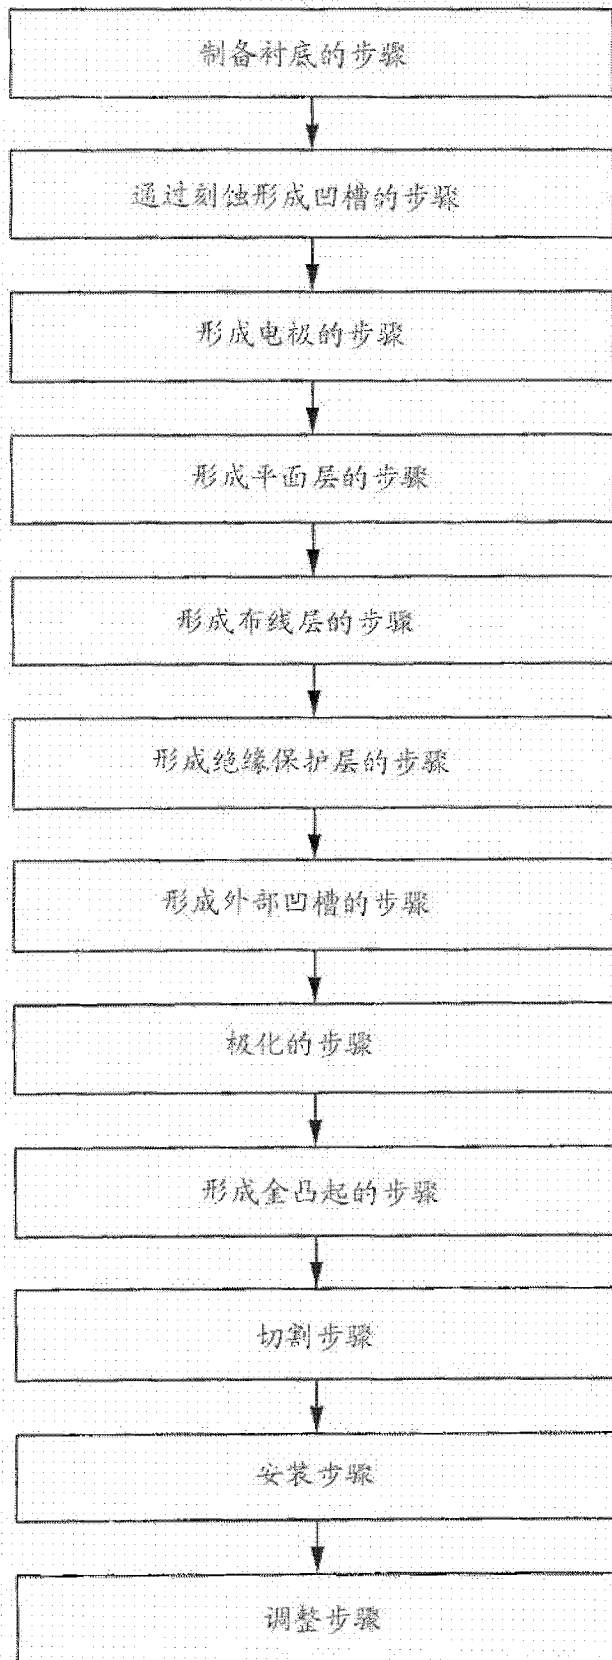 制备衬底的步骤
通过刻蚀形成凹槽的步骤
形成电极的步骤
形成平面层的步骤
形成布线层的步骤
形成绝缘保护层的步骤
形成外部凹槽的步骤
极化的步骤
形成金凸起的步骤
切割步骤
安装步骤
调整步骤